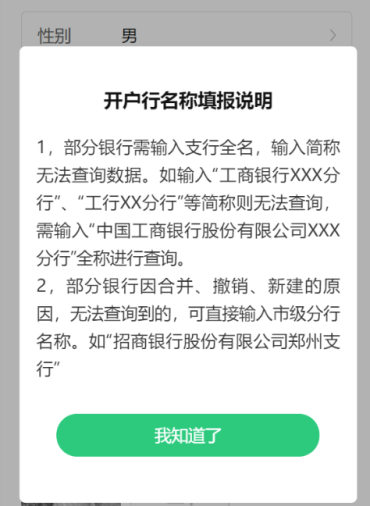 性别 男
开户行名称填报说明
1，部分银行需输入支行全名，输入简称
无法查询数据。如输入“工商银行XXX分
行”、“工行XX分行”等简称则无法查询，
需输入“中国工商银行股份有限公司XXX
分行”全称进行查询。
2，部分银行因合并、撤销、新建的原
因，无法查询到的，可直接输入市级分行
名称。如“招商银行股份有限公司郑州支
行”
我知道了